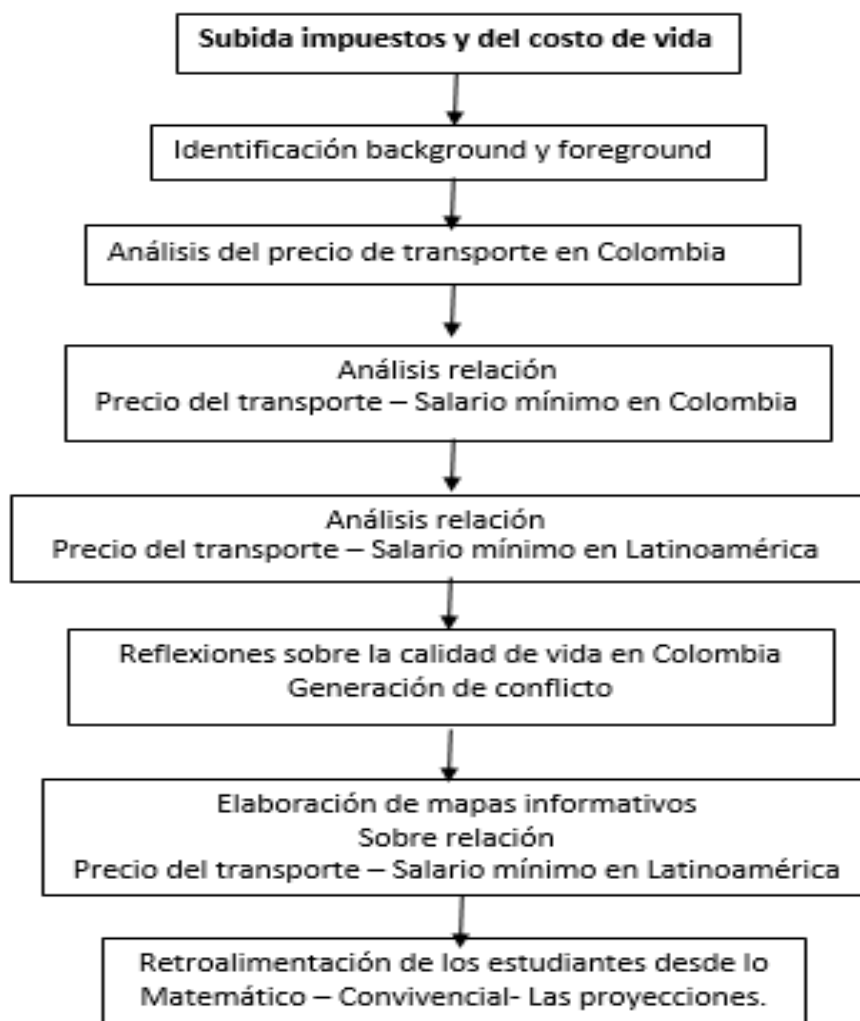 Subida impuestos y del costo de vida
Identificación background y foreground
Análisis del precio de transporte en Colombia
Análisis relación
Precio del transporte – Salario mínimo en Colombia
Análisis relación
Precio del transporte – Salario mínimo en Latinoamérica
Reflexiones sobre la calidad de vida en Colombia
Generación de conflicto
Elaboración de mapas informativos
Sobre relación
Precio del transporte – Salario mínimo en Latinoamérica
Retroalimentación de los estudiantes desde lo
Matemático – Convivencial- Las proyecciones.